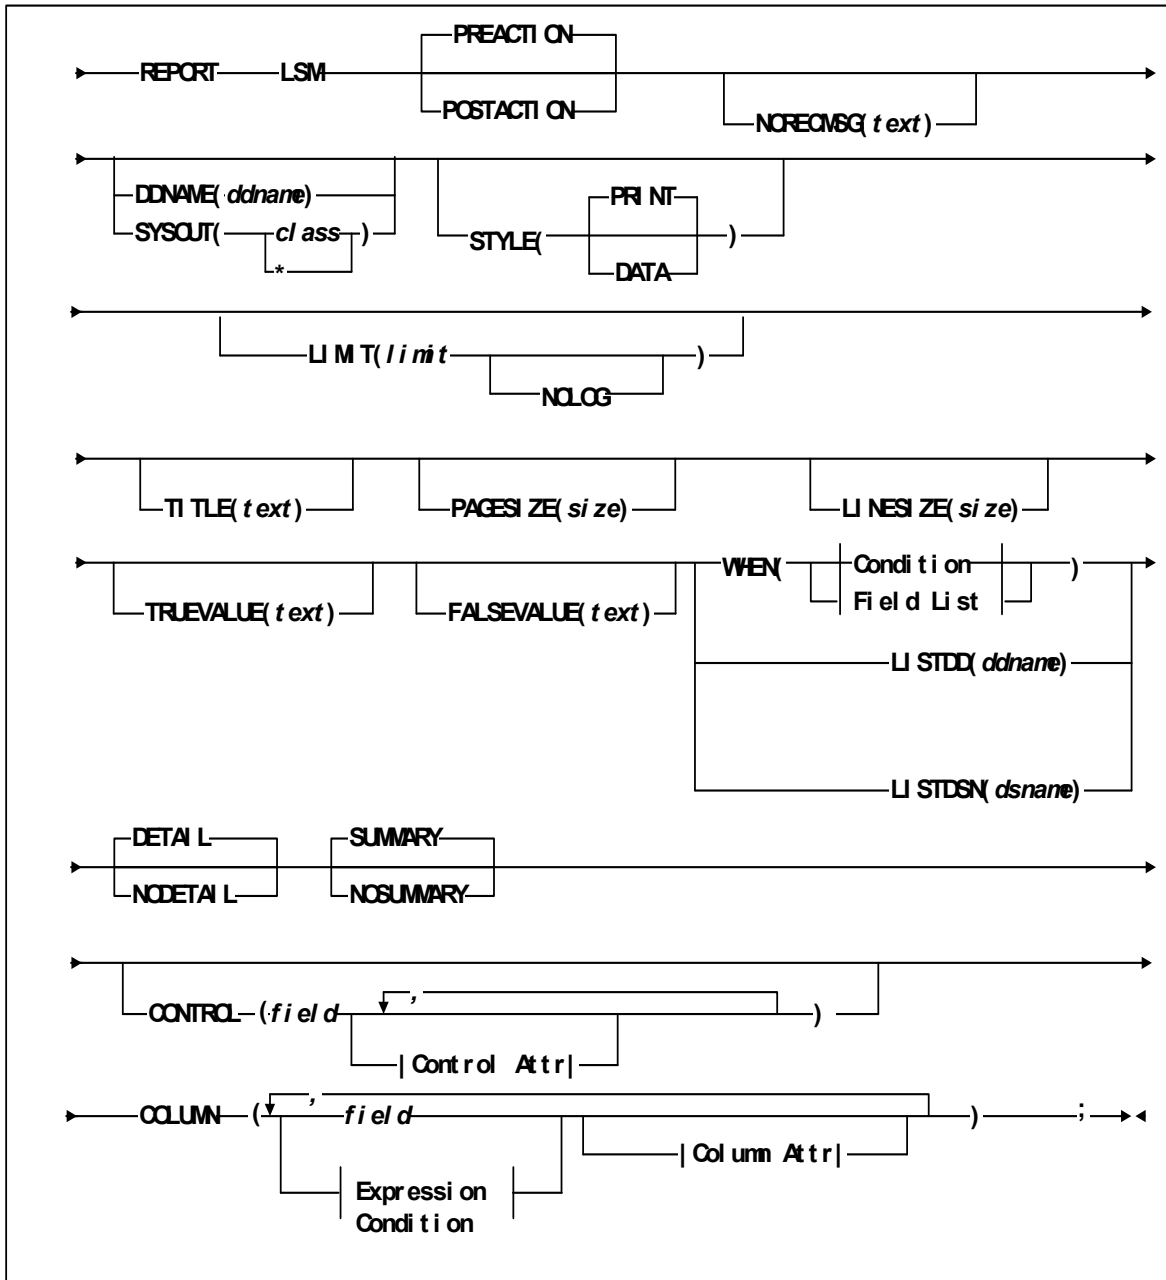 PREACTION
REPORT LSM
POSTACTION
NORECMSG(text)
DDNAME(ddname)
SYSOUT( class )
*
STYLE( PRINT )
DATA
LIMIT(limit )
NOLOG
TITLE(text) PAGESIZE(size) LINESIZE(size)
TRUEVALUE(text) FALSEVALUE(text) WHEN( Condition )
Field List
LISTDD(ddname)
LISTDSN(dsname)
DETAIL SUMMARY
NODETAIL NOSUMMARY
,
CONTROL (field )
|Control Attr|
,
COLUMN ( field ) ;
|Column Attr|
Expression
Condition